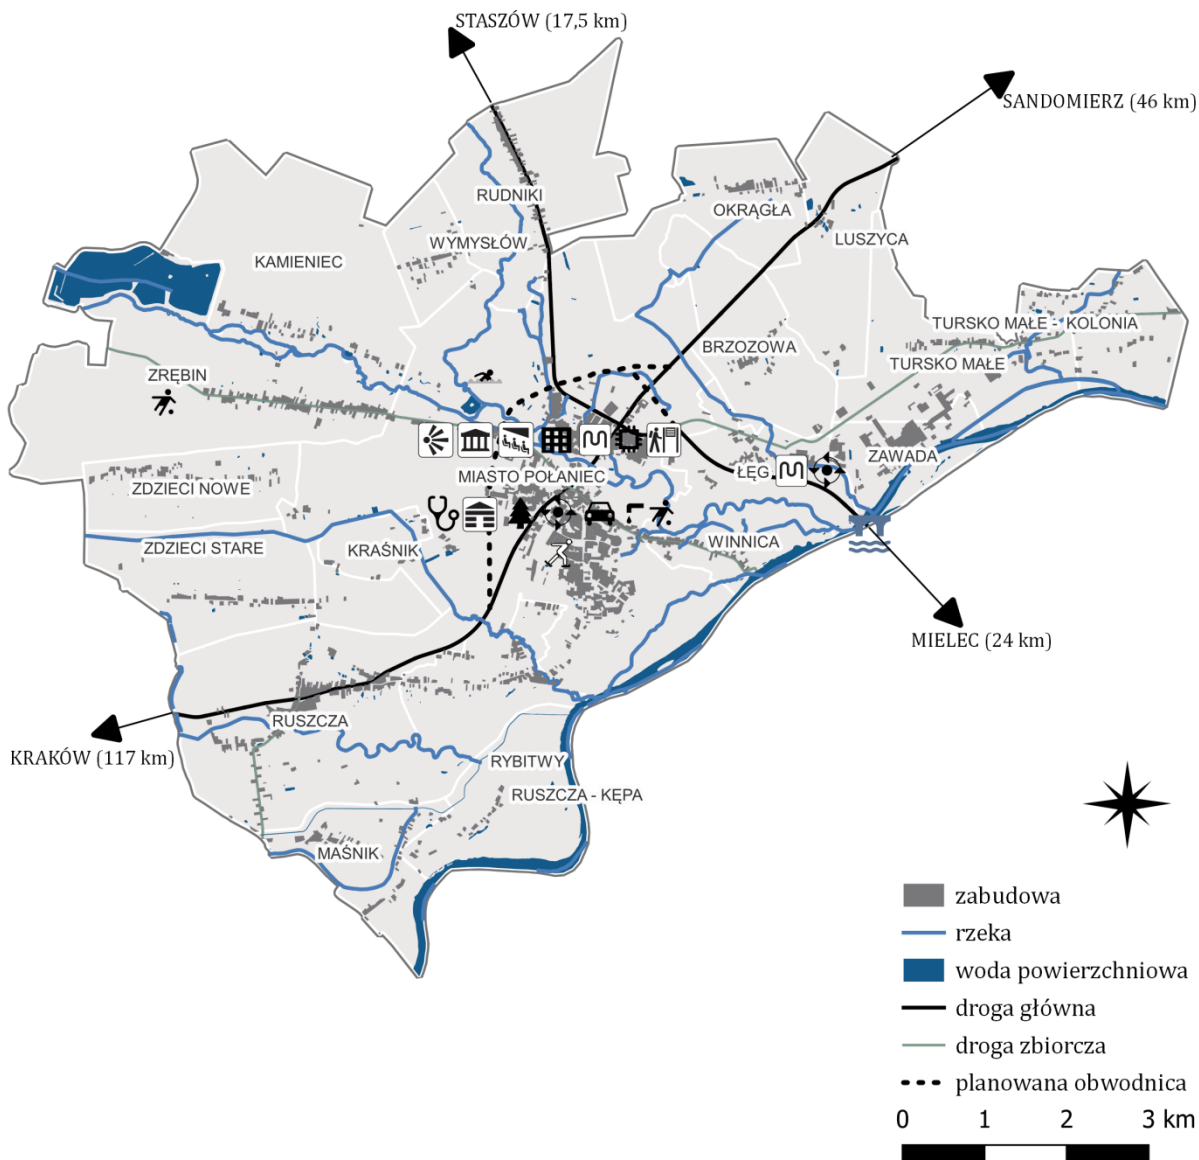 STASZÓW (17,5 km)
SANDOMIERZ (46 km)
RUDNIKI
OKRĄGŁA
WYMYSŁÓW
LUSZYCA
KAMIENIEC
TURSKO MAŁE - KOLONIA
BRZOZOWA
TURSKO MAŁE
ZRĘBIN
ZAWADA
MIASTO POŁANIEC
ŁĘG
ZDZIECI NOWE
WINNICA
ZDZIECI STARE
KRAŚNIK
MIELEC (24 km)
RUSZCZA
KRAKÓW (117 km)
RYBITWY
RUSZCZA - KĘPA
MAŚNIK
zabudowa
rzeka
woda powierzchniowa
droga główna
droga zbiorcza
planowana obwodnica
0 1 2 3 km